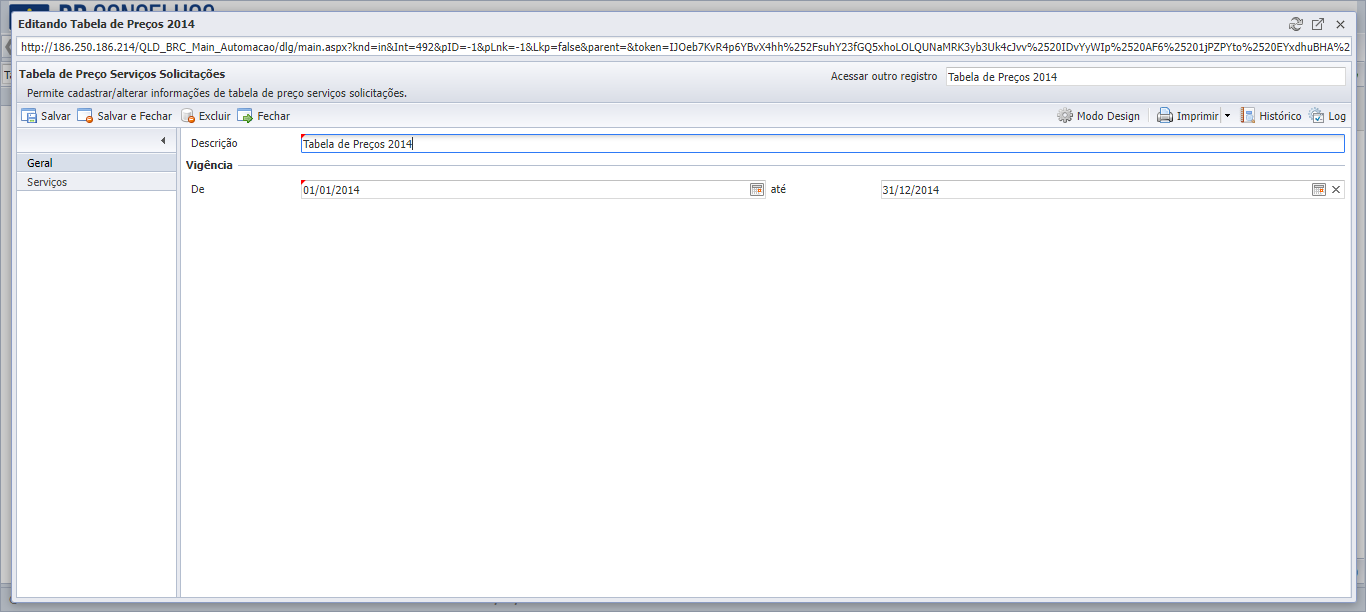 Editando Tabela de Preços 2014
http://186.250.186.214/QLD_BRC_Main_Automacao/dlg/main.aspx?knd=in&Int=492&pID=-1&pLnk=-1&Lkp=false&parent=&token=IJOeb7KvR4p6YBvX4hh%252FsuhY23fGQ5xhoLOLQUNaMRK3yb3Uk4cJvv%2520IDvYyWIp%2520AF6%25201jPZPYto%2520EYxdhuBHA%2
Tabela de Preço Serviços Solicitações
Acessar outro registro Tabela de Preços 2014
Permite cadastrar/alterar informações de tabela de preço serviços solicitações.
Salvar Salvar e Fechar Excluir Fechar Modo Design Imprimir Histórico Log
Descrição Tabela de Preços 2014
Geral
Vigência
Serviços
De 01/01/2014 até 31/12/2014